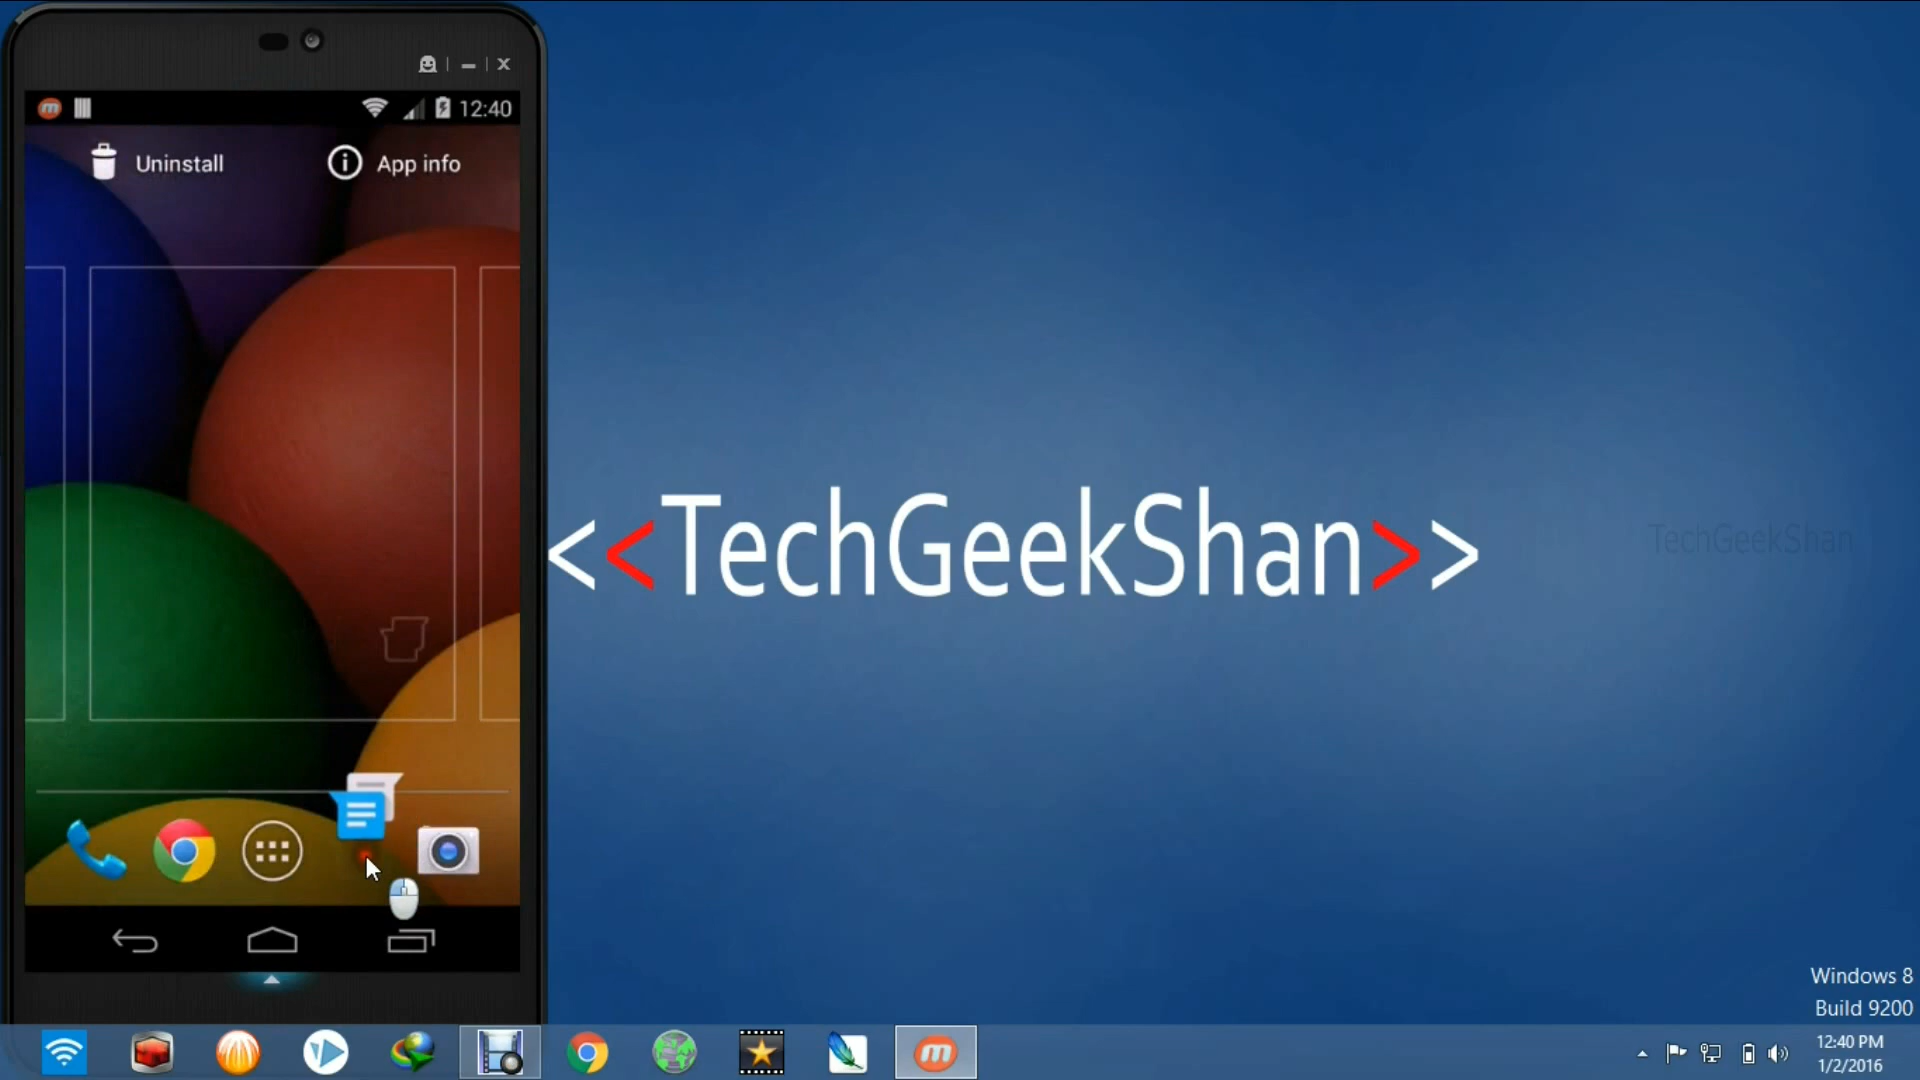 12:40
Uninstall
App info
<<TechGeekShan>>
TechGeekShan
Windows 8
Build 9200
12:40 PM
1/2/2016